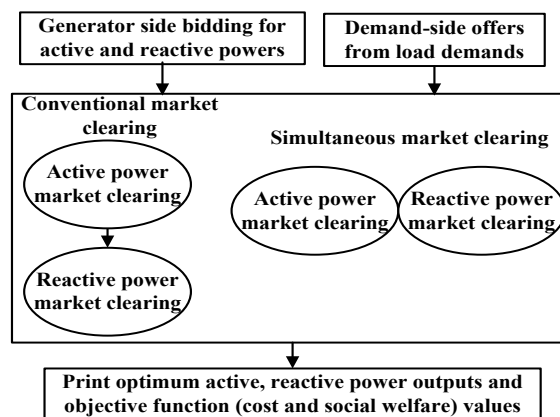 Generator side bidding for
active and reactive powers
Demand-side offers
from load demands
Conventional market
clearing
Simultaneous market clearing
Active power
market clearing
Reactive power
market clearing
Active power
market clearing
Reactive power
market clearing
Print optimum active, reactive power outputs and
objective function (cost and social welfare) values